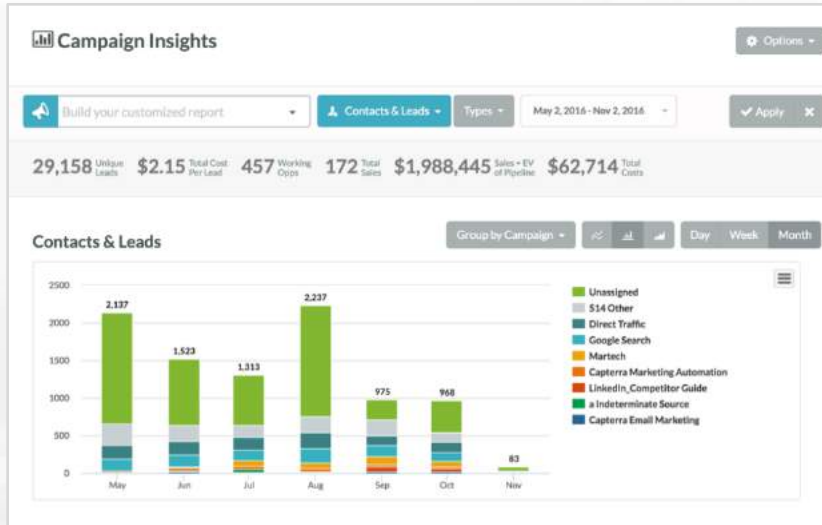 Campaign Insights
Options
Build your customized report
Contacts & Leads
Types
May 2, 2016 - Nov 2, 2016
Apply
29,158 Unique Leads
$2.15 Total Cost Per Lead
457 Working Opps
172 Total Sales
$1,988,445 Sales + EV of Pipeline
$62,714 Total Costs
Contacts & Leads
Group by Campaign
Day
Week
Month
2500
2000
1500
1000
500
0
2,137
1,523
1,313
2,237
975
968
83
May
Jun
Jul
Aug
Sep
Oct
Nov
Unassigned
514 Other
Direct Traffic
Google Search
Martech
Capterra Marketing Automation
LinkedIn_Competitor Guide
a Indeterminate Source
Capterra Email Marketing